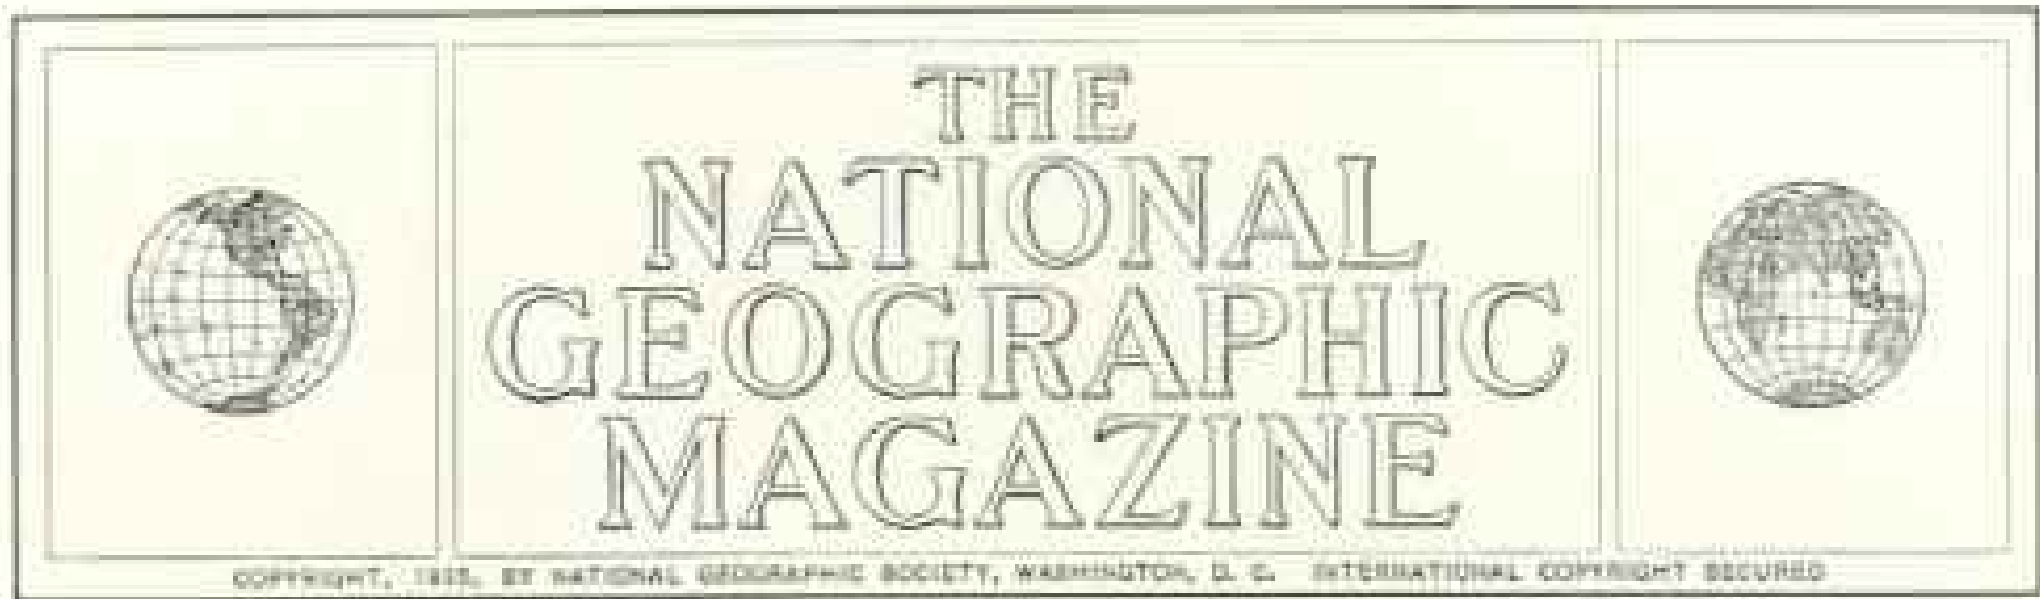 THE
NATIONAL
GEOGRAPHIC
MAGAZINE
COPYRIGHT, BY NATIONAL GEOGRAPHIC SOCIETY, WASHINGTON, D. C. INTERNATIONAL COPYRIGHT SECURED